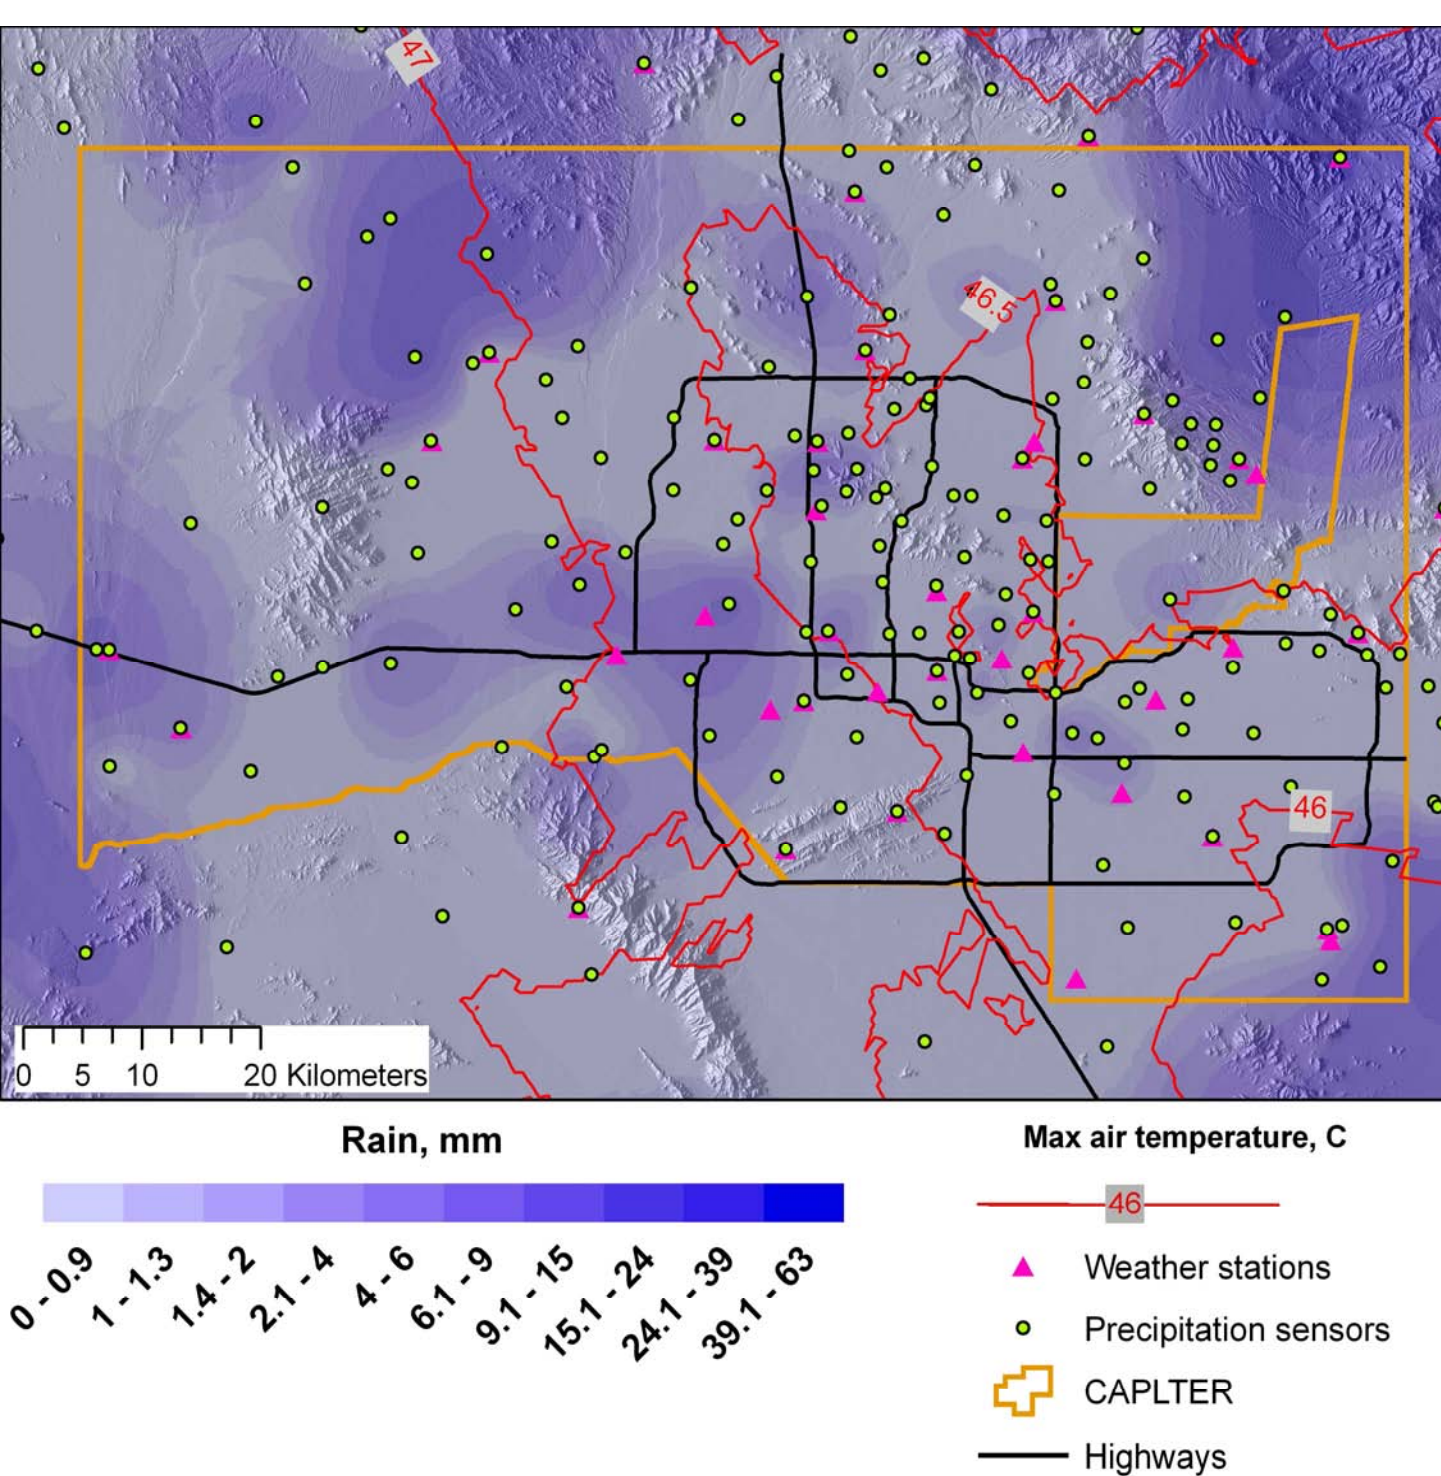 47
46.5
46
0 5 10 20 Kilometers
Rain, mm
0 - 0.9
1 - 1.3
1.4 - 2
2.1 - 4
4 - 6
6.1 - 9
9.1 - 15
15.1 - 24
24.1 - 39
39.1 - 63
Max air temperature, C
46
Weather stations
Precipitation sensors
CAPLTER
Highways